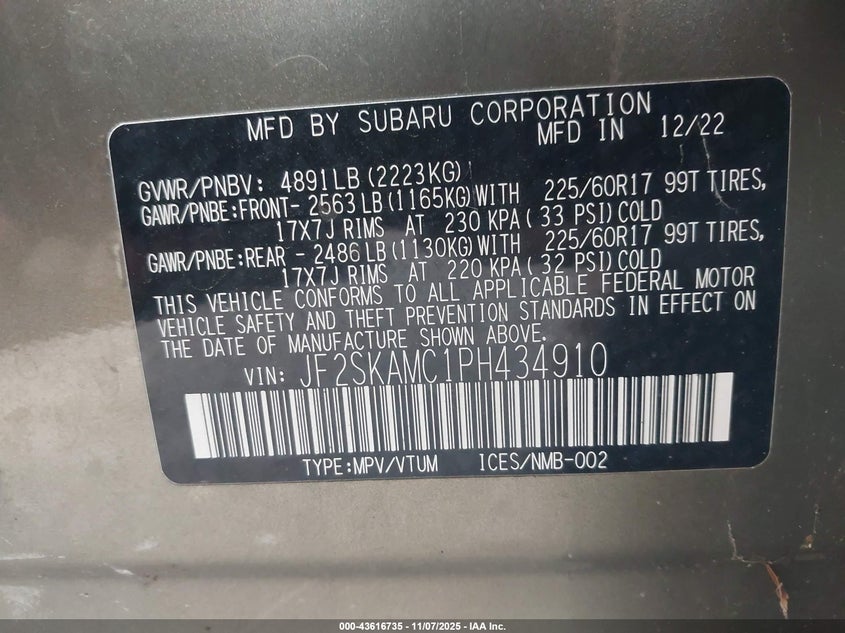 MFD BY SUBARU CORPORATION
MFD IN 12/22
GVWR/PNBV: 4891LB (2223KG)
GAWR/PNBE:FRONT- 2563 LB (1165KG) WITH 225/60R17 99T TIRES,
17X7J RIMS AT 230 KPA (33 PSI) COLD
GAWR/PNBE:REAR - 2486 LB (1130KG) WITH 225/60R17 99T TIRES,
17X7J RIMS AT 220 KPA (32 PSI) COLD
THIS VEHICLE CONFORMS TO ALL APPLICABLE FEDERAL MOTOR
VEHICLE SAFETY AND THEFT PREVENTION STANDARDS IN EFFECT ON
THE DATE OF MANUFACTURE SHOWN ABOVE.
VIN: JF2SKAMC1PH434910
TYPE:MPV/VTUM ICES/NMB-002
000-43616735 - 11/07/2025 - IAA Inc.